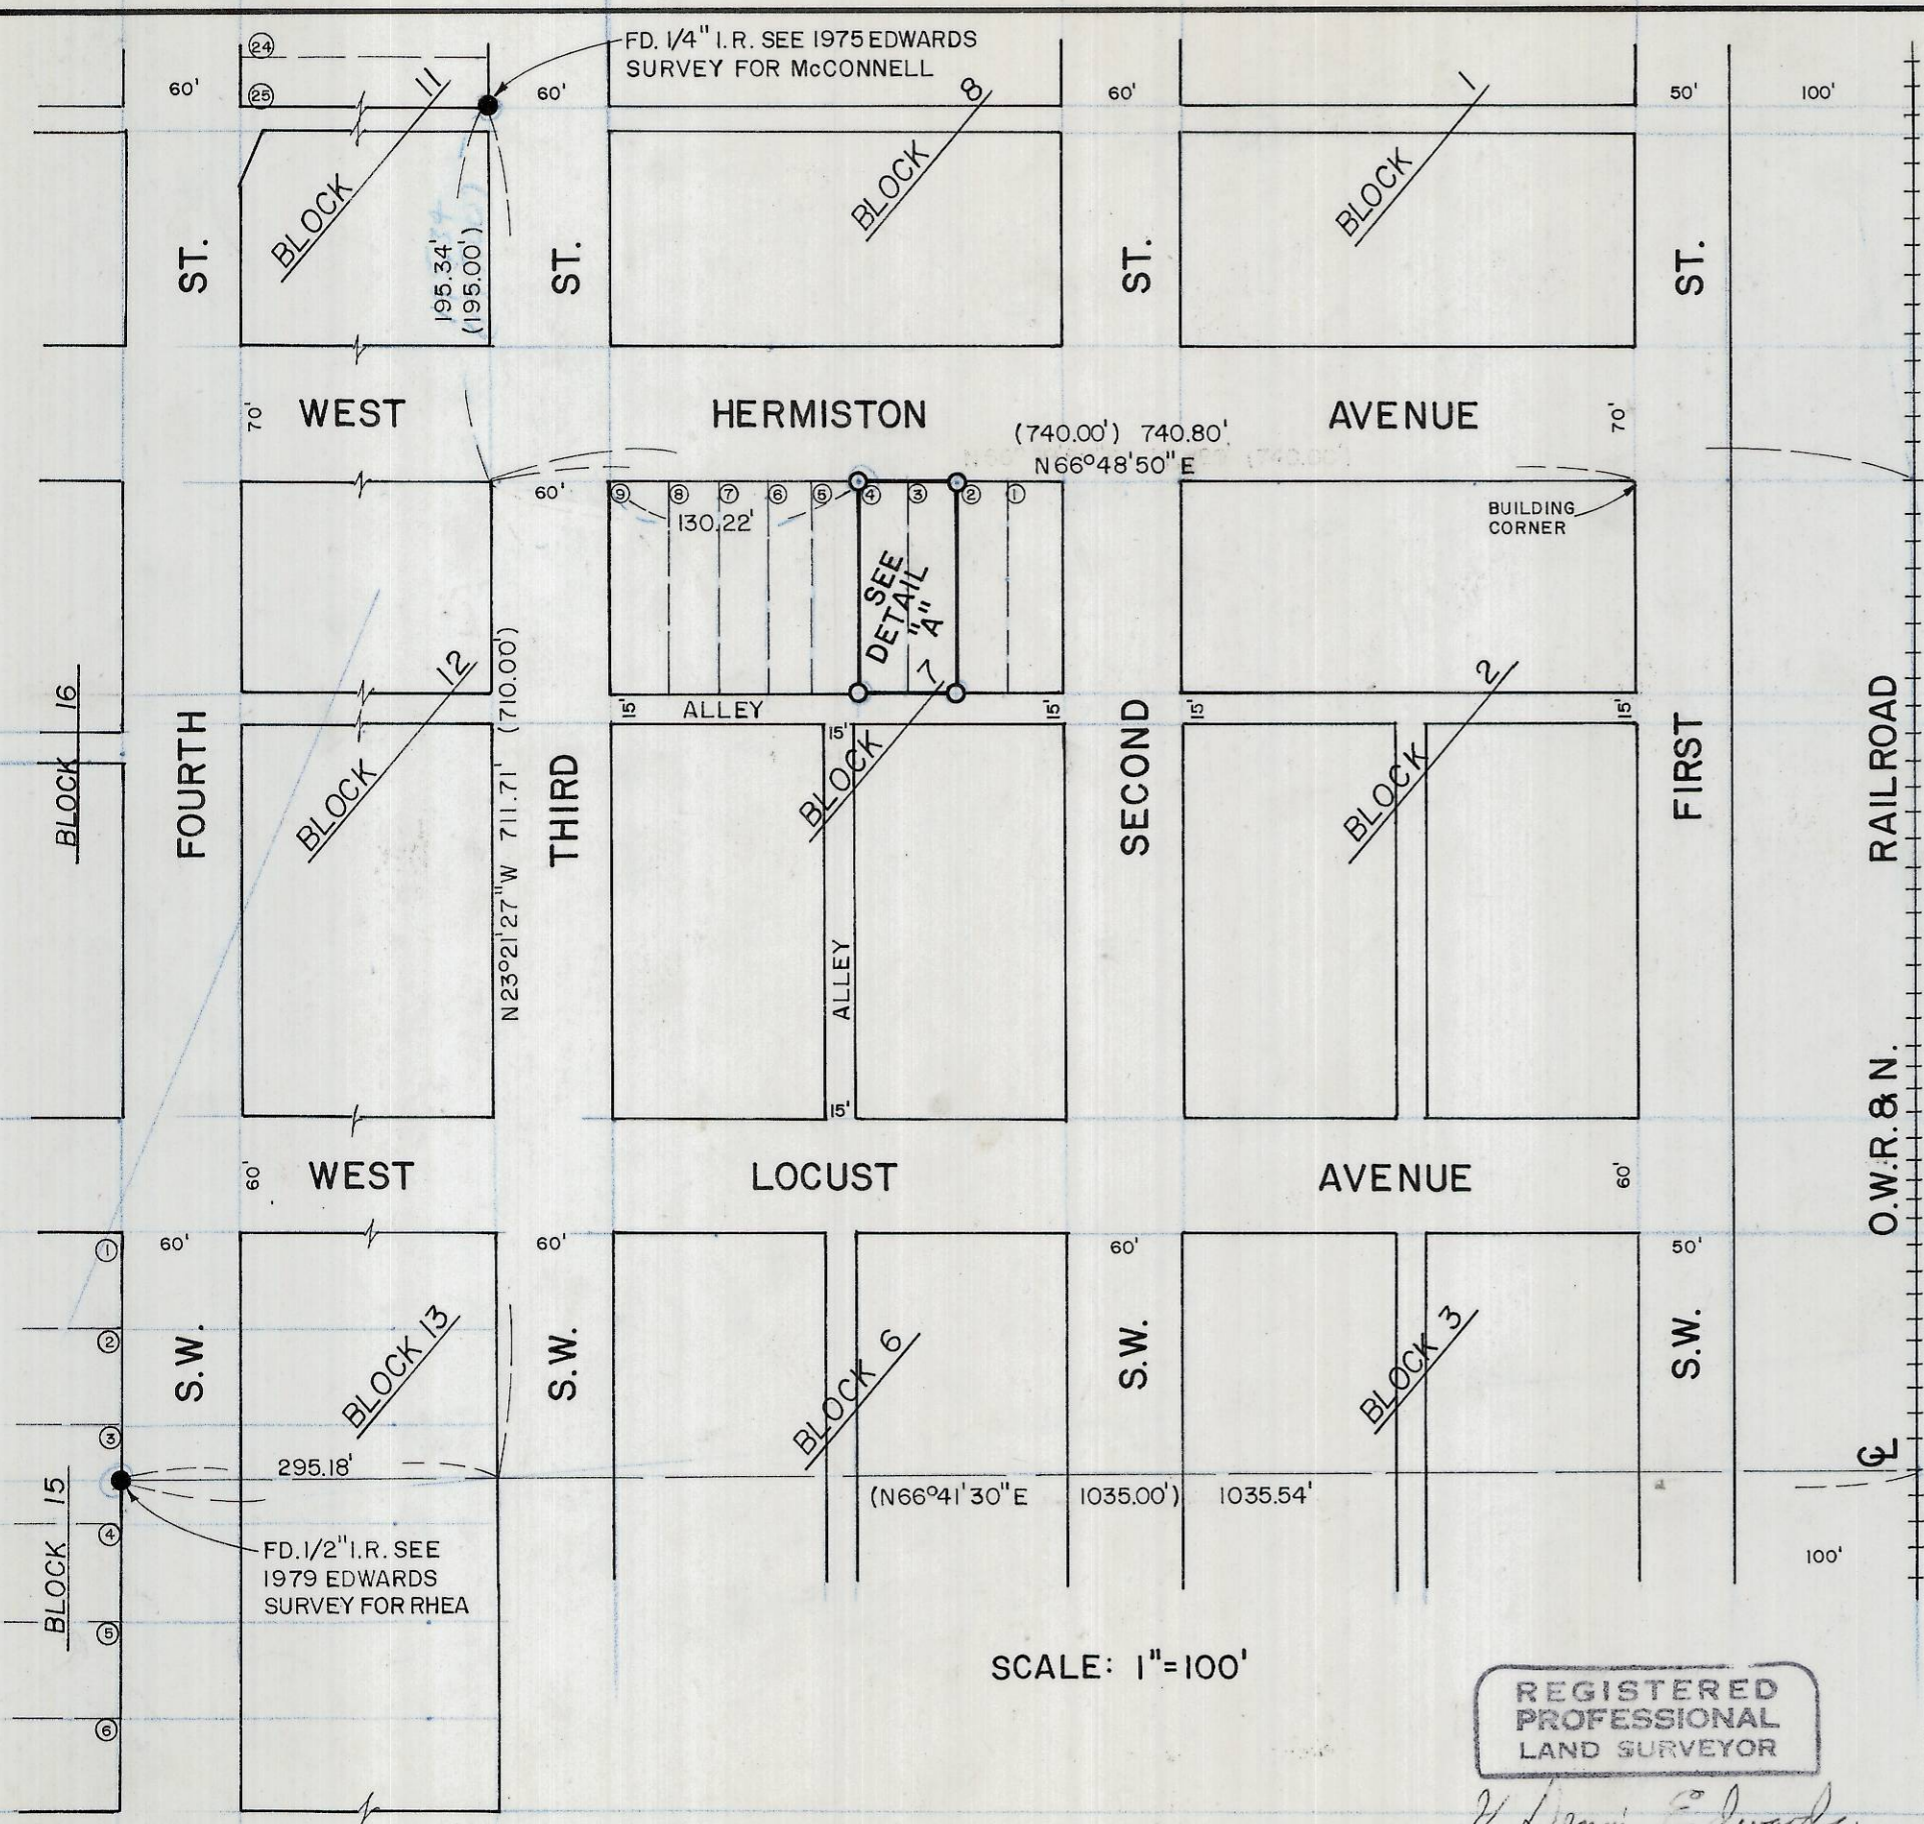 24
25
60'
FD. 1/4" I.R. SEE 1975 EDWARDS
SURVEY FOR McCONNELL
60'
60'
50'
100'
BLOCK 11
BLOCK 8
BLOCK 1
195.34'
(195.00')
ST.
ST.
ST.
ST.
70'
WEST
HERMISTON
AVENUE
70'
(740.00') 740.80'
N66°48'50"E
60'
9
8
7
6
5
4
3
2
1
130.22'
BUILDING
CORNER
SEE
DETAIL
"A"
BLOCK 16
FOURTH
BLOCK 12
N23°21'27"W 711.71' (710.00')
THIRD
15'
ALLEY
15'
15'
BLOCK 7
ALLEY
15'
SECOND
15'
15'
BLOCK 2
FIRST
O.W.R. & N. RAILROAD
60'
WEST
LOCUST
AVENUE
60'
1
60'
60'
60'
50'
2
3
4
5
6
S.W.
BLOCK 13
S.W.
BLOCK 6
S.W.
BLOCK 3
S.W.
CL
295.18'
(N66°41'30"E 1035.00') 1035.54'
BLOCK 15
FD. 1/2" I.R. SEE
1979 EDWARDS
SURVEY FOR RHEA
100'
SCALE: 1"=100'
REGISTERED
PROFESSIONAL
LAND SURVEYOR